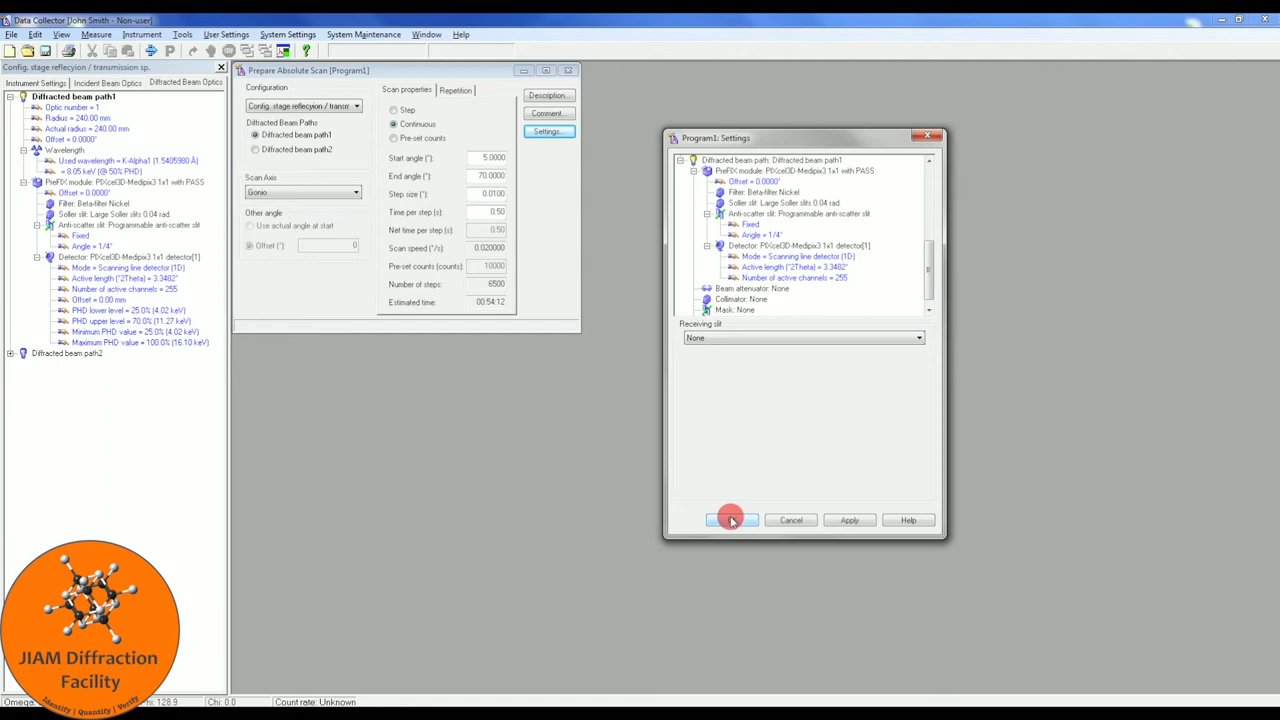 Data Collector [John Smith - Non-user]
File Edit View Measure Instrument Tools User Settings System Settings System Maintenance Window Help
Config. stage reflecyion / transmission sp.
Instrument Settings Incident Beam Optics Diffracted Beam Optics
Diffracted beam path1
Optic number = 1
Radius = 240.00 mm
Actual radius = 240.00 mm
Offset = 0.0000°
Wavelength
Used wavelength = K-Alpha1 (1.5405980 Å)
= 8.05 keV (@ 50% PHD)
PreFIX module: PIXcel3D-Medipix3 1x1 with PASS
Offset = 0.0000°
Filter: Beta-filter Nickel
Soller slit: Large Soller slits 0.04 rad.
Anti-scatter slit: Programmable anti-scatter slit
Fixed
Angle = 1/4°
Detector: PIXcel3D-Medipix3 1x1 detector[1]
Mode = Scanning line detector (1D)
Active length (°2Theta) = 3.3482°
Number of active channels = 255
Offset = 0.00 mm
PHD lower level = 25.0% (4.02 keV)
PHD upper level = 70.0% (11.27 keV)
Minimum PHD value = 25.0% (4.02 keV)
Maximum PHD value = 100.0% (16.10 keV)
Diffracted beam path2
Prepare Absolute Scan [Program1]
Configuration
Config. stage reflecyion / transm
Diffracted Beam Paths
Diffracted beam path1
Diffracted beam path2
Scan Axis
Gonio
Other angle
Use actual angle at start
Offset (°): 0
Scan properties Repetition
Step
Continuous
Pre-set counts
Start angle (°): 5.0000
End angle (°): 70.0000
Step size (°): 0.0100
Time per step (s): 0.50
Net time per step (s): 0.50
Scan speed (°/s): 0.020000
Pre-set counts (counts): 10000
Number of steps: 6500
Estimated time: 00:54:12
Description...
Comment...
Settings...
Program1: Settings
Diffracted beam path: Diffracted beam path1
PreFIX module: PIXcel3D-Medipix3 1x1 with PASS
Offset = 0.0000°
Filter: Beta-filter Nickel
Soller slit: Large Soller slits 0.04 rad.
Anti-scatter slit: Programmable anti-scatter slit
Fixed
Angle = 1/4°
Detector: PIXcel3D-Medipix3 1x1 detector[1]
Mode = Scanning line detector (1D)
Active length (°2Theta) = 3.3482°
Number of active channels = 255
Beam attenuator: None
Collimator: None
Mask: None
Receiving slit
None
Cancel Apply Help
JIAM Diffraction
Facility
Identify | Quantify | Verify
Omega: hi: 128.9 Chi: 0.0 Count rate: Unknown